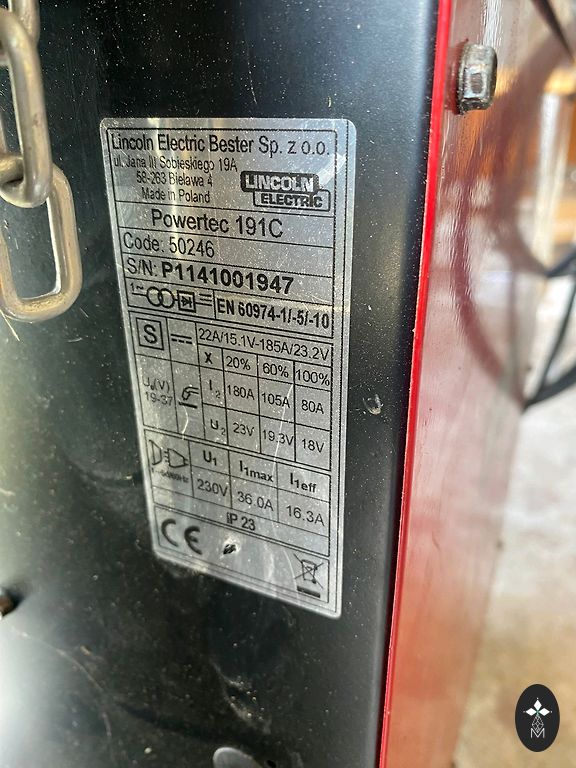 Lincoln Electric Bester Sp. z o.o.
ul. Jana III Sobieskiego 19A
58-263 Bielawa 4
Made in Poland
LINCOLN
ELECTRIC
Powertec 191C
Code: 50246
S/N: P1141001947
EN 60974-1/-5/-10
S 22A/15.1V-185A/23.2V
X 20% 60% 100%
U₀(V) 19-37 I₂ 180A 105A 80A
U₂ 23V 19.3V 18V
U₁ I₁max I₁eff
230V 36.0A 16.3A
IP 23
CE
M